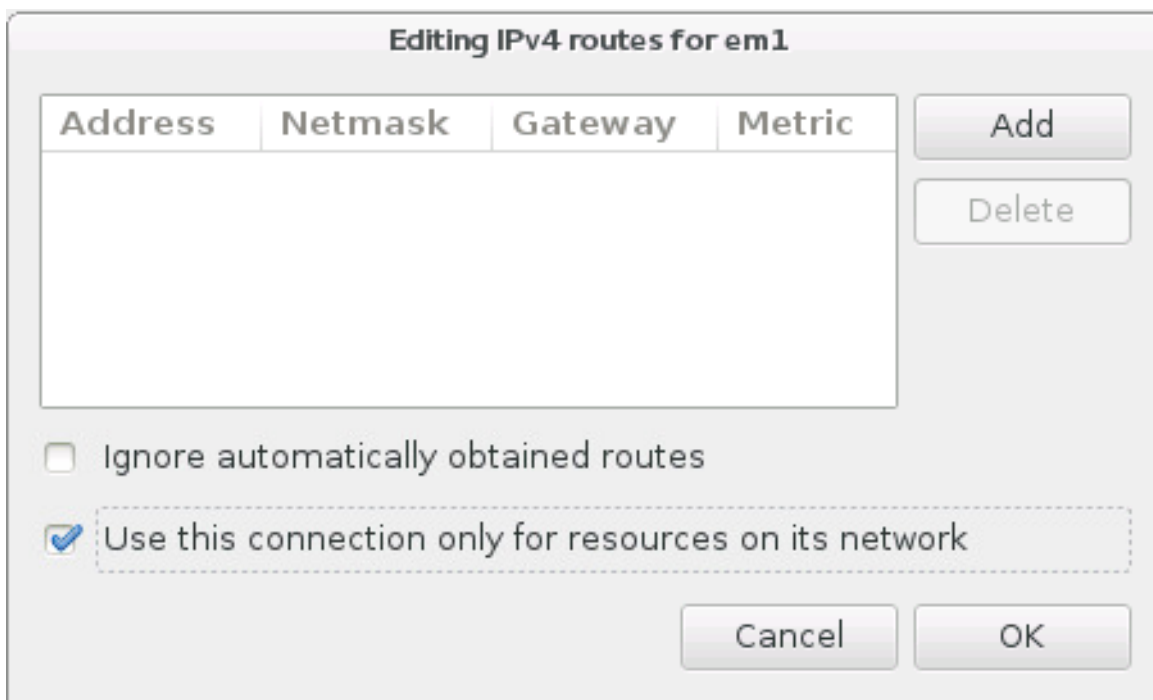 Editing IPv4 routes for em1
Address Netmask Gateway Metric
Add
Delete
Ignore automatically obtained routes
Use this connection only for resources on its network
Cancel OK